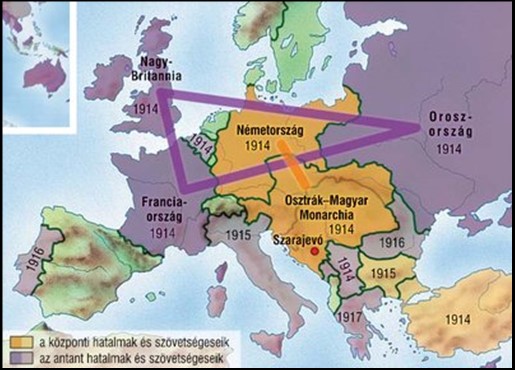 Nagy-
Britannia
1914
Orosz-
ország
1914
Németország
1914
1914
Francia-
ország
1914
Osztrák–Magyar
Monarchia
1914
Szarajevó
1916
1915
1916
1914
1915
1917
1914
a központi hatalmak és szövetségeseik
az antant hatalmak és szövetségeseik